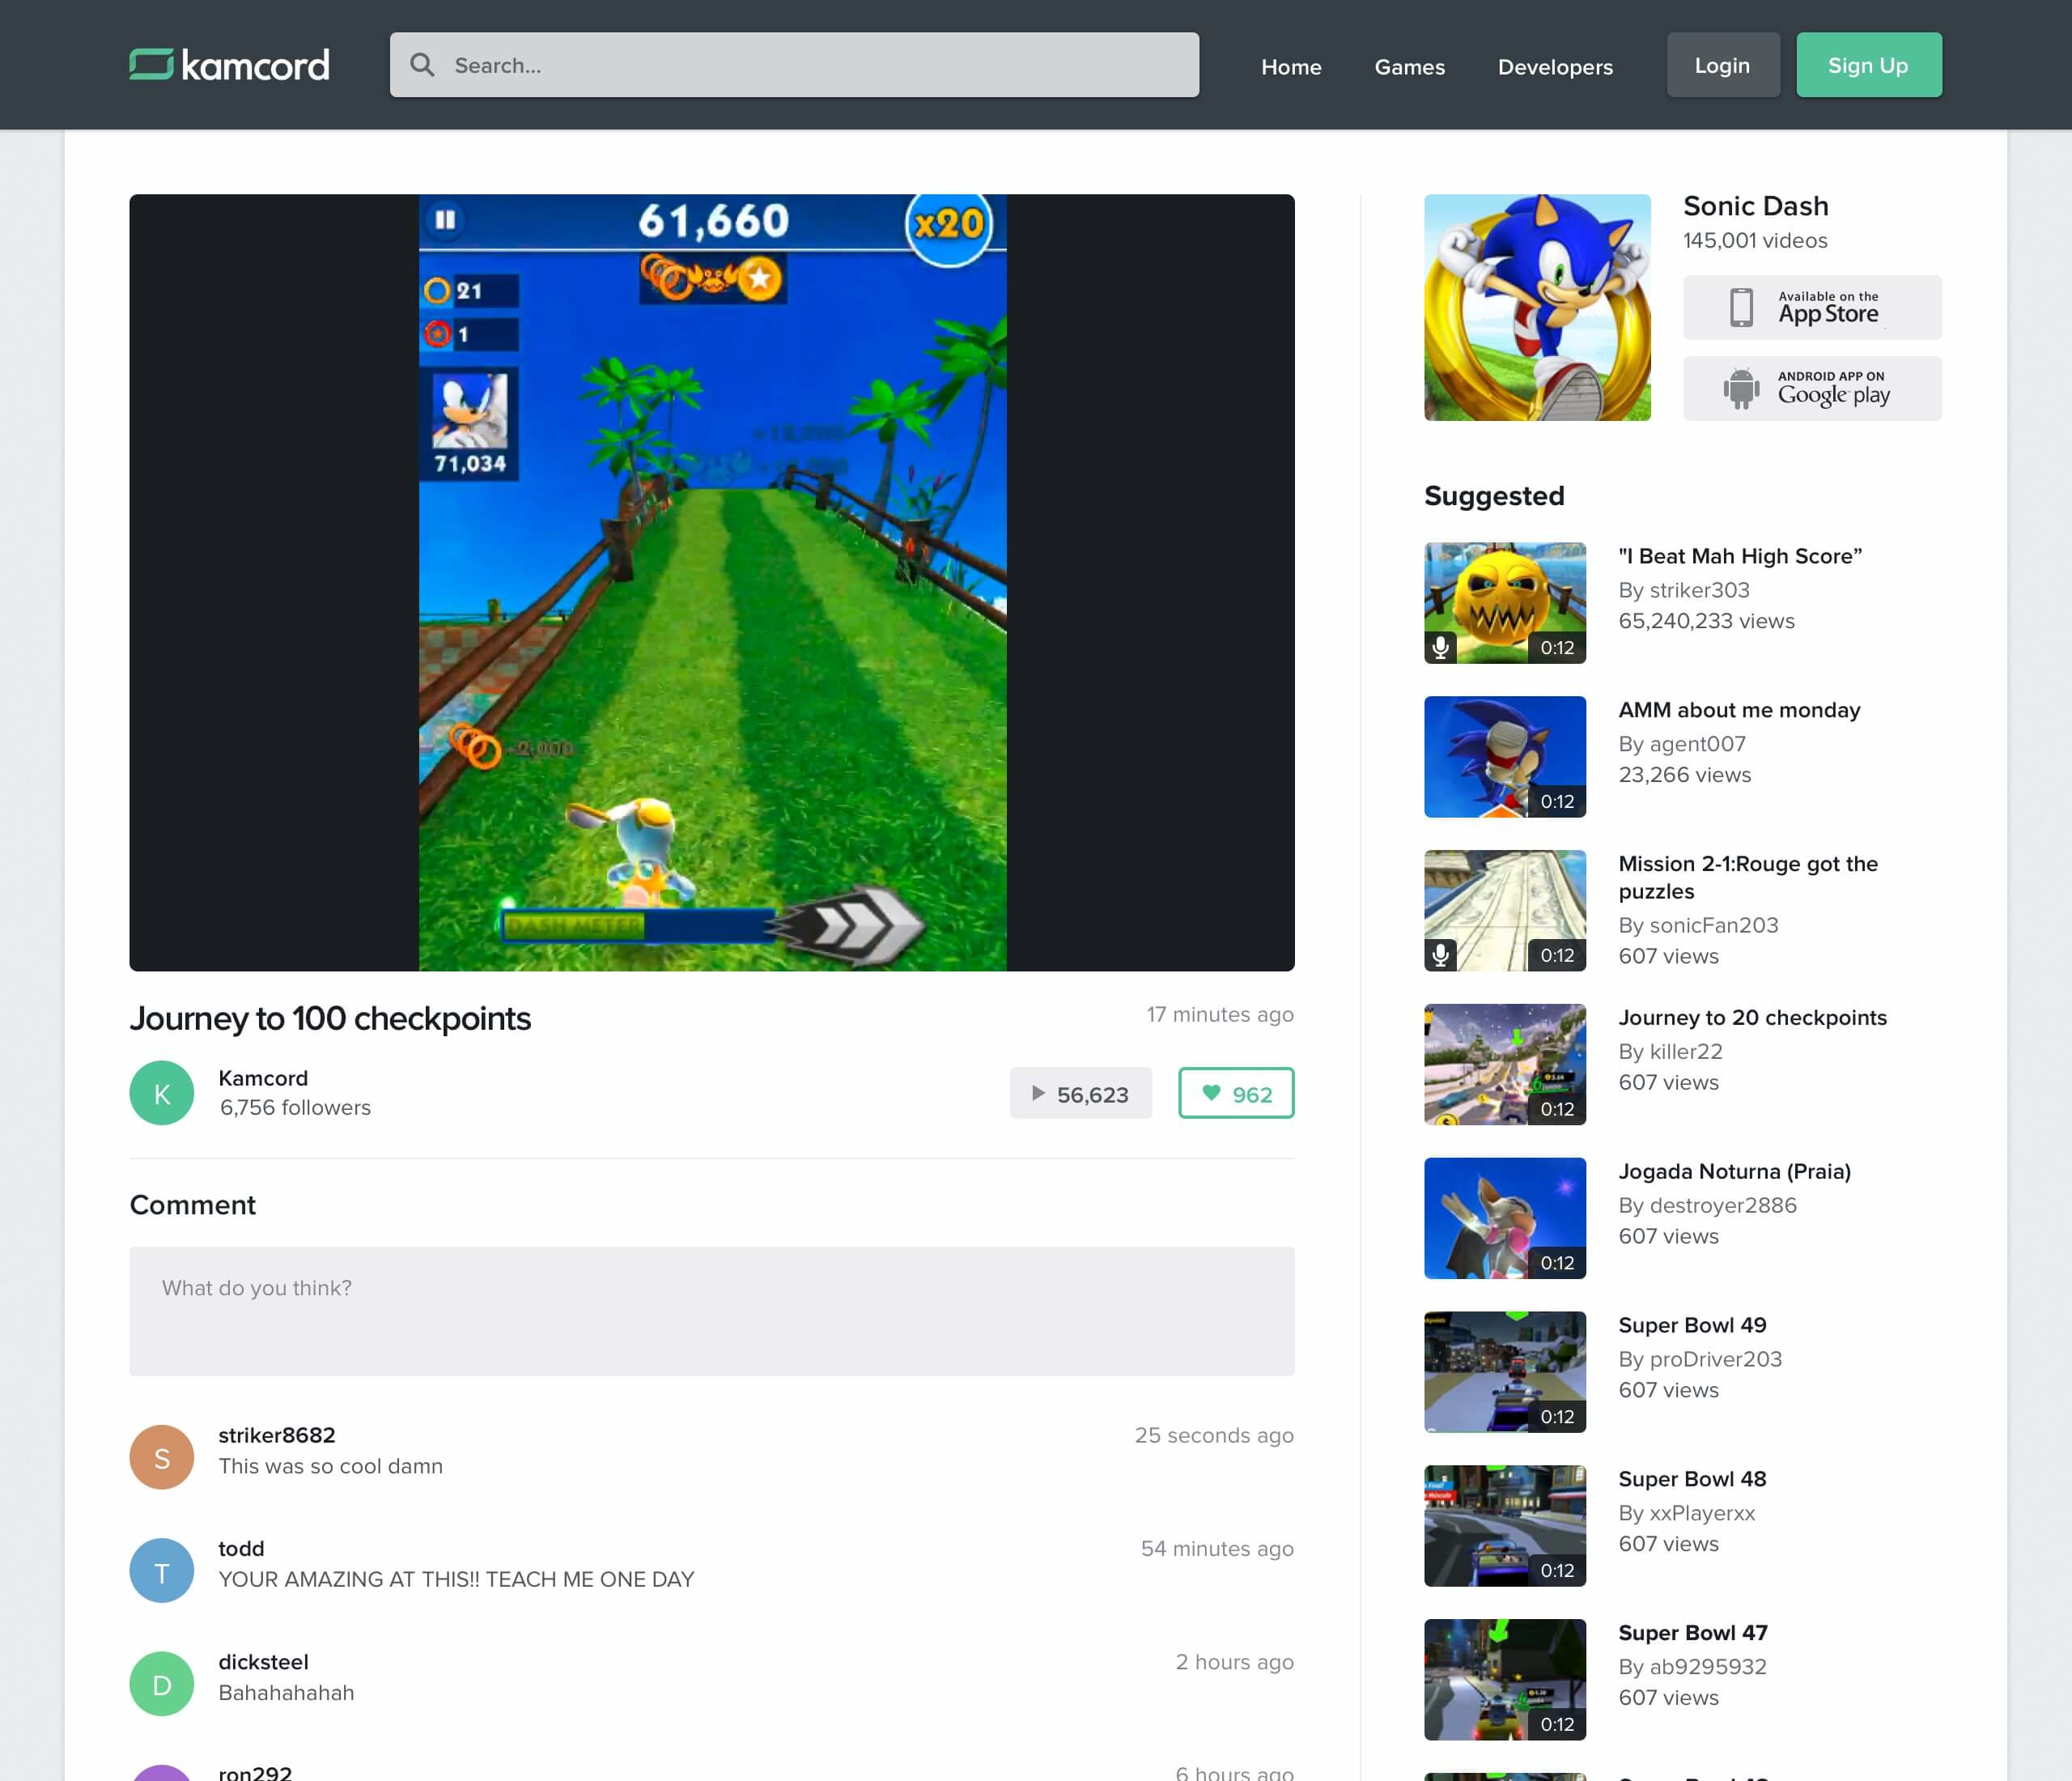 kamcord
Search...
Home
Games
Developers
Login
Sign Up
61,660
x20
21
1
71,034
+2,000
DASH METER
Journey to 100 checkpoints
17 minutes ago
K
Kamcord
6,756 followers
56,623
962
Comment
What do you think?
S
striker8682
25 seconds ago
This was so cool damn
T
todd
54 minutes ago
YOUR AMAZING AT THIS!! TEACH ME ONE DAY
D
dicksteel
2 hours ago
Bahahahahah
ron292
6 hours ago
Sonic Dash
145,001 videos
Available on the
App Store
ANDROID APP ON
Google play
Suggested
"I Beat Mah High Score”
By striker303
65,240,233 views
0:12
AMM about me monday
By agent007
23,266 views
0:12
Mission 2-1:Rouge got the
puzzles
By sonicFan203
607 views
0:12
Journey to 20 checkpoints
By killer22
607 views
0:12
Jogada Noturna (Praia)
By destroyer2886
607 views
0:12
Super Bowl 49
By proDriver203
607 views
0:12
Super Bowl 48
By xxPlayerxx
607 views
0:12
Super Bowl 47
By ab9295932
607 views
0:12